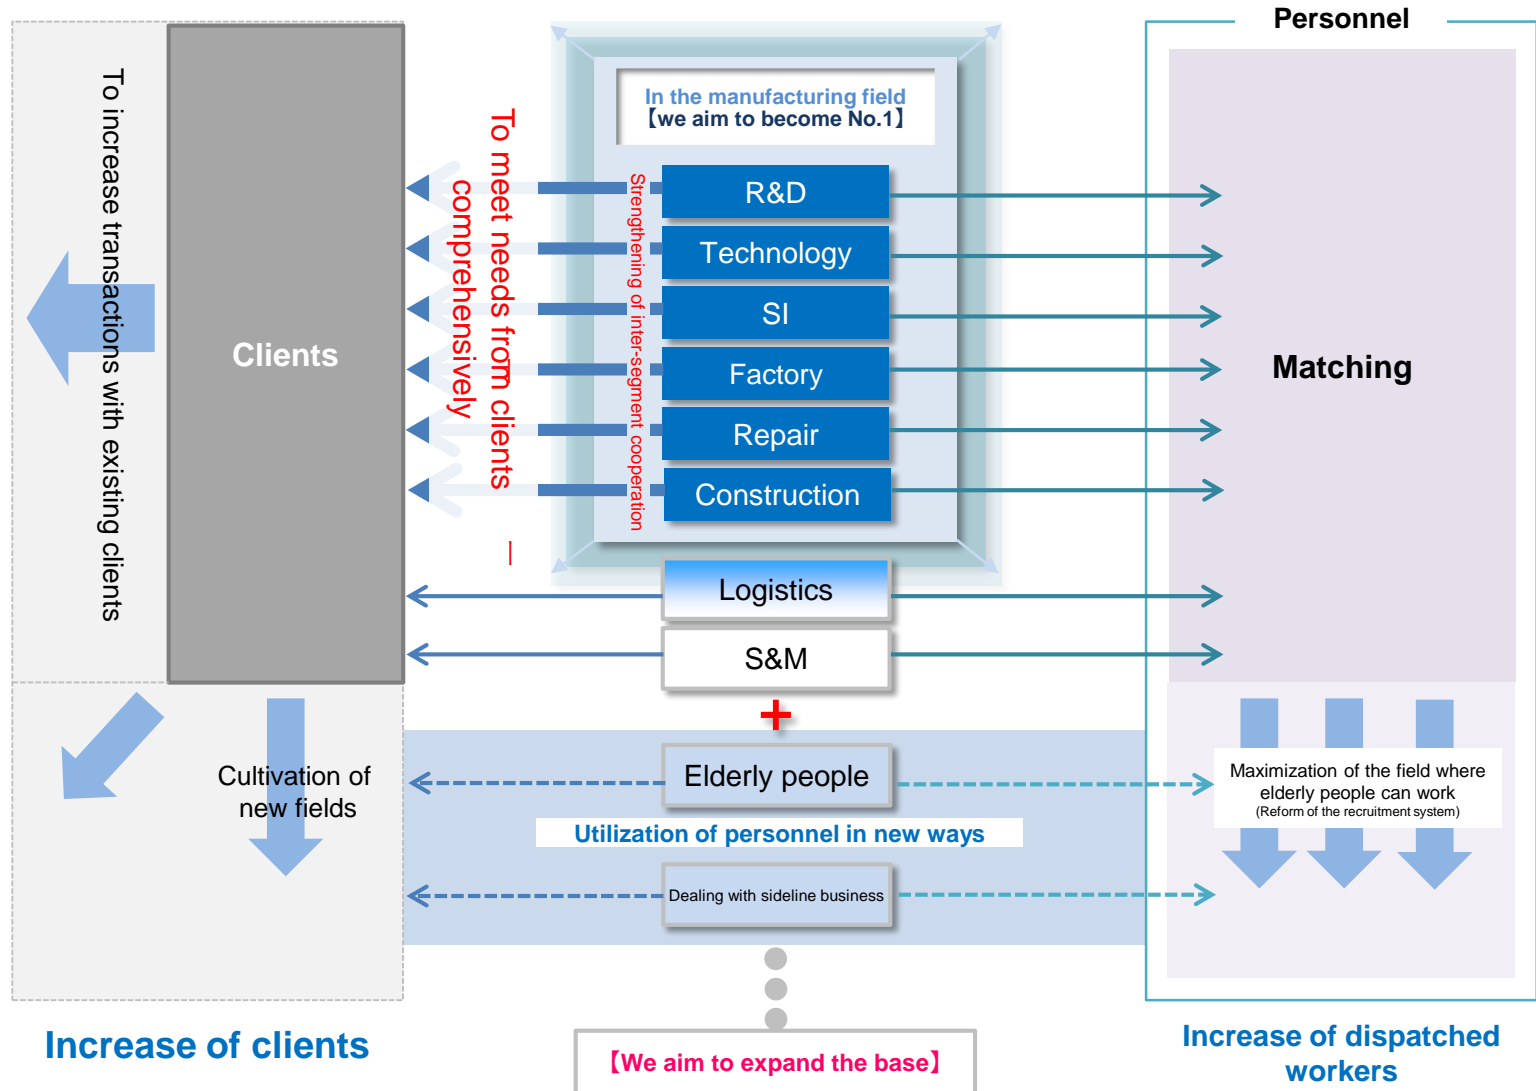 Personnel
In the manufacturing field
【we aim to become No.1】
To increase transactions with existing clients
Clients
To meet needs from clients
comprehensively
Strengthening of inter-segment cooperation
R&D
Technology
SI
Factory
Repair
Construction
Logistics
S&M
Matching
+
Cultivation of
new fields
Elderly people
Utilization of personnel in new ways
Dealing with sideline business
Maximization of the field where
elderly people can work
(Reform of the recruitment system)
Increase of clients
【We aim to expand the base】
Increase of dispatched
workers